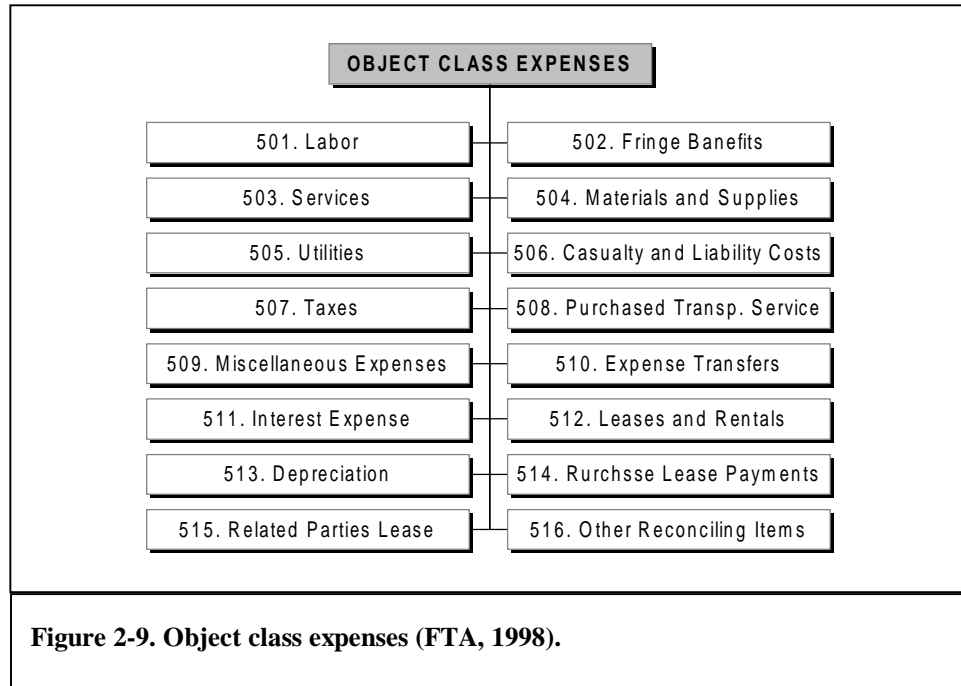 OBJECT CLASS EXPENSES
501. Labor
502. Fringe Banefits
503. Services
504. Materials and Supplies
505. Utilities
506. Casualty and Liability Costs
507. Taxes
508. Purchased Transp. Service
509. Miscellaneous Expenses
510. Expense Transfers
511. Interest Expense
512. Leases and Rentals
513. Depreciation
514. Rurchsse Lease Payments
515. Related Parties Lease
516. Other Reconciling Items
Figure 2-9. Object class expenses (FTA, 1998).